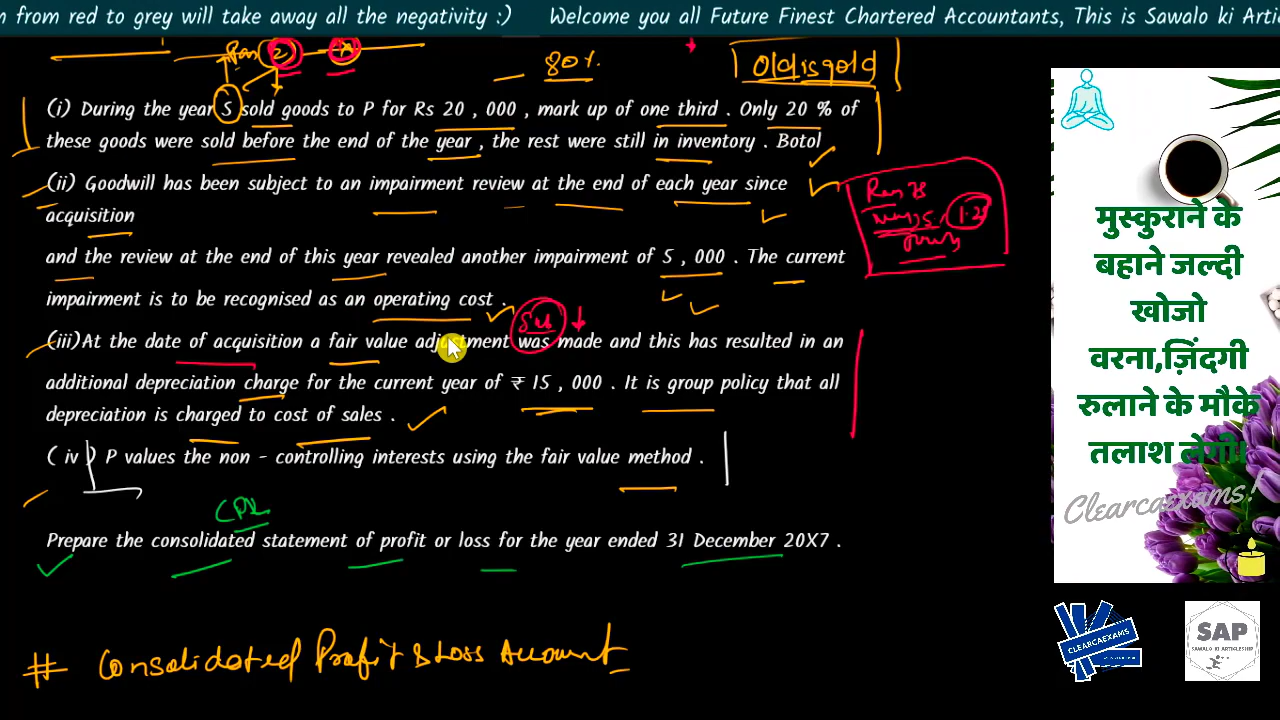 n from red to grey will take away all the negativity :) Welcome you all Future Finest Chartered Accountants, This is Sawalo ki Arti
2
80%
Old is gold
(i) During the year S sold goods to P for Rs 20 , 000 , mark up of one third . Only 20 % of
these goods were sold before the end of the year , the rest were still in inventory . Botol
(ii) Goodwill has been subject to an impairment review at the end of each year since
acquisition
and the review at the end of this year revealed another impairment of 5 , 000 . The current
impairment is to be recognised as an operating cost .
(iii)At the date of acquisition a fair value adjustment was made and this has resulted in an
additional depreciation charge for the current year of ₹ 15 , 000 . It is group policy that all
depreciation is charged to cost of sales .
( iv ) P values the non - controlling interests using the fair value method .
CPL
Prepare the consolidated statement of profit or loss for the year ended 31 December 20X7 .
# Consolidated Profit & Loss Account
मुस्कुराने के
बहाने जल्दी
खोजो
वरना,ज़िंदगी
रुलाने के मौके
तलाश लेगी।
Clearcaexams!
CLEARCAEXAMS
SAP
SAWALO KI ARTICLESHIP